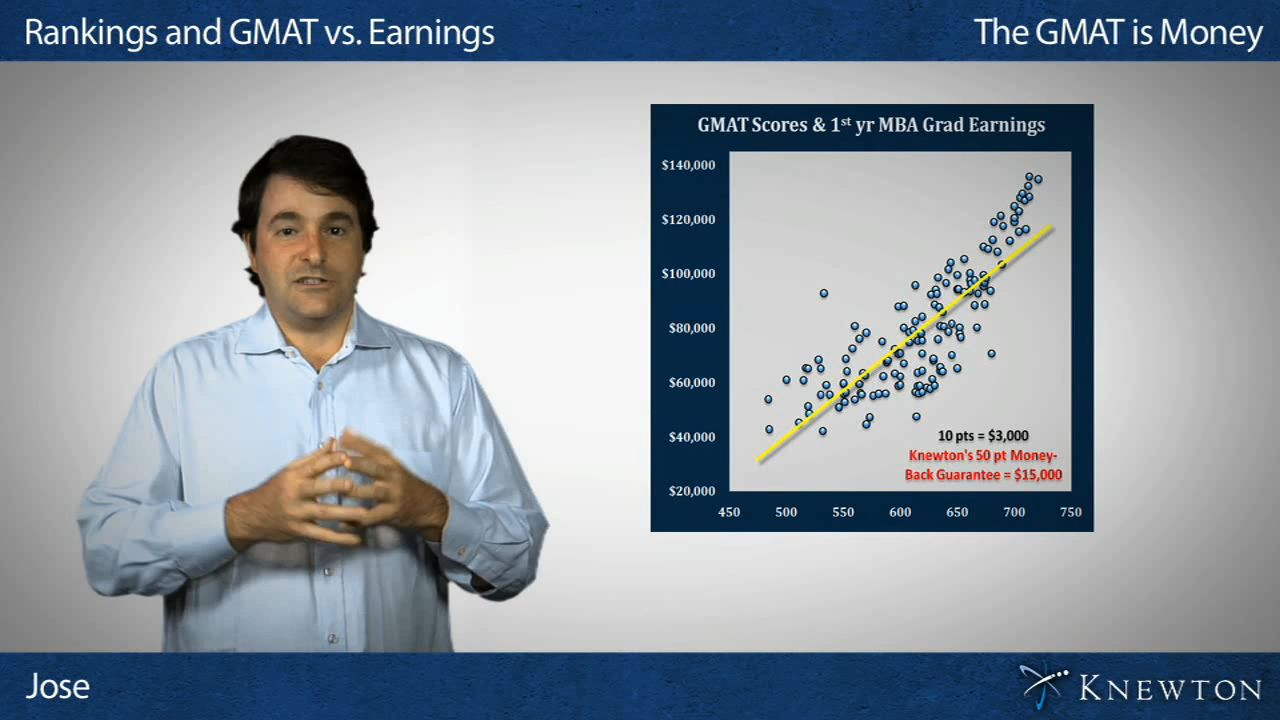 Rankings and GMAT vs. Earnings
The GMAT is Money
GMAT Scores & 1st yr MBA Grad Earnings
$140,000
$120,000
$100,000
$80,000
$60,000
$40,000
$20,000
10 pts = $3,000
Knewton's 50 pt Money-
Back Guarantee = $15,000
450 500 550 600 650 700 750
Jose
KNEWTON